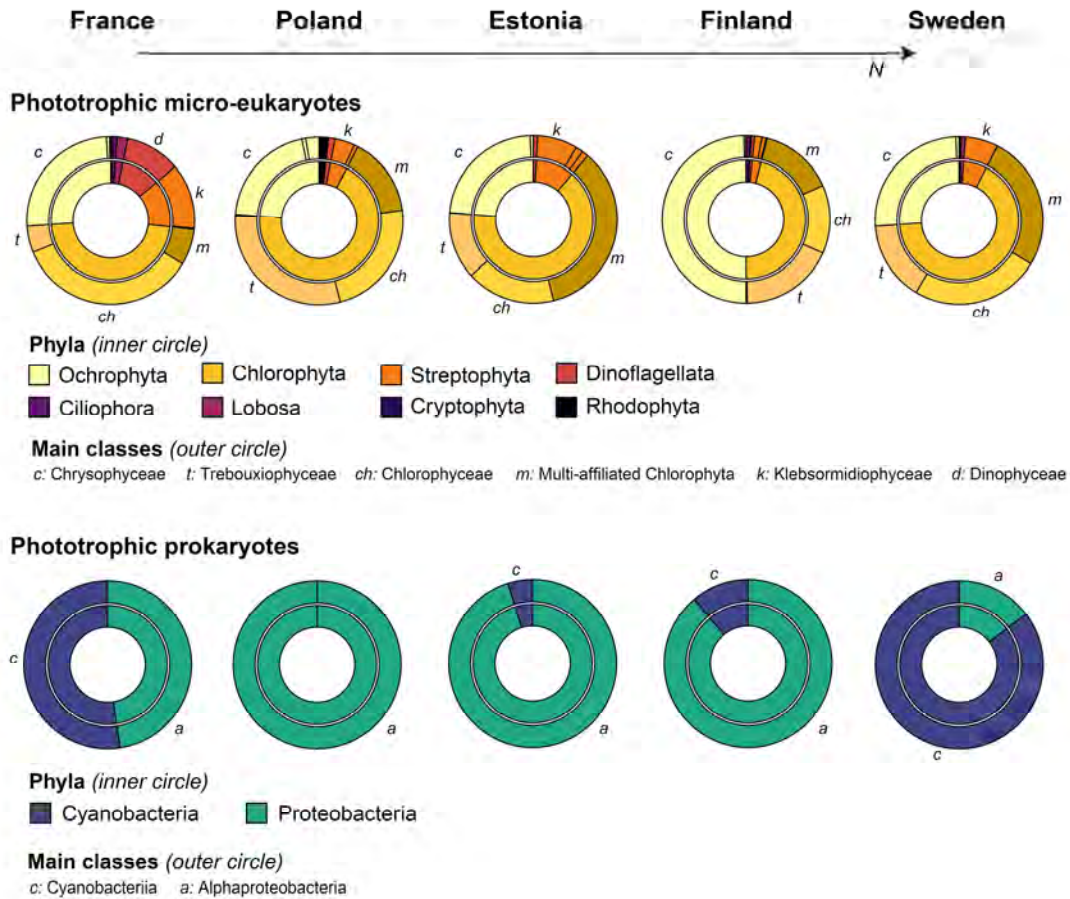 France Poland Estonia Finland Sweden
N
Phototrophic micro-eukaryotes
c d k m ch t
c k m ch t
c k m ch t
m ch t
c k m ch t
Phyla (inner circle)
Ochrophyta Chlorophyta Streptophyta Dinoflagellata
Ciliophora Lobosa Cryptophyta Rhodophyta
Main classes (outer circle)
c: Chrysophyceae t: Trebouxiophyceae ch: Chlorophyceae m: Multi-affiliated Chlorophyta k: Klebsormidiophyceae d: Dinophyceae
Phototrophic prokaryotes
c a
a
c a
c a
a c
Phyla (inner circle)
Cyanobacteria Proteobacteria
Main classes (outer circle)
c: Cyanobacteriia a: Alphaproteobacteria